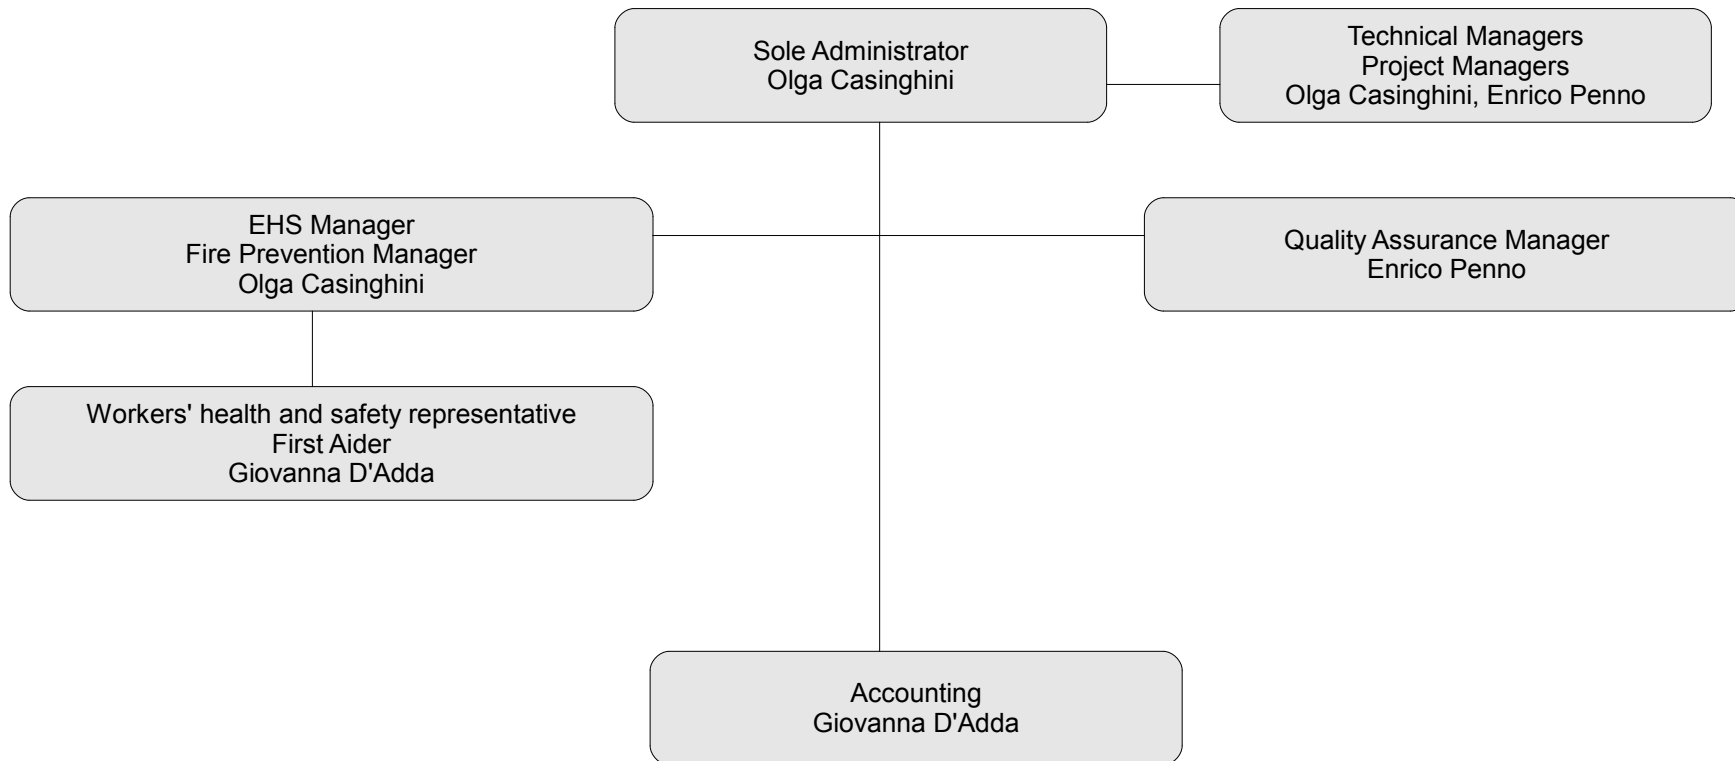 Sole Administrator
Olga Casinghini
Technical Managers
Project Managers
Olga Casinghini, Enrico Penno
EHS Manager
Fire Prevention Manager
Olga Casinghini
Quality Assurance Manager
Enrico Penno
Workers' health and safety representative
First Aider
Giovanna D'Adda
Accounting
Giovanna D'Adda